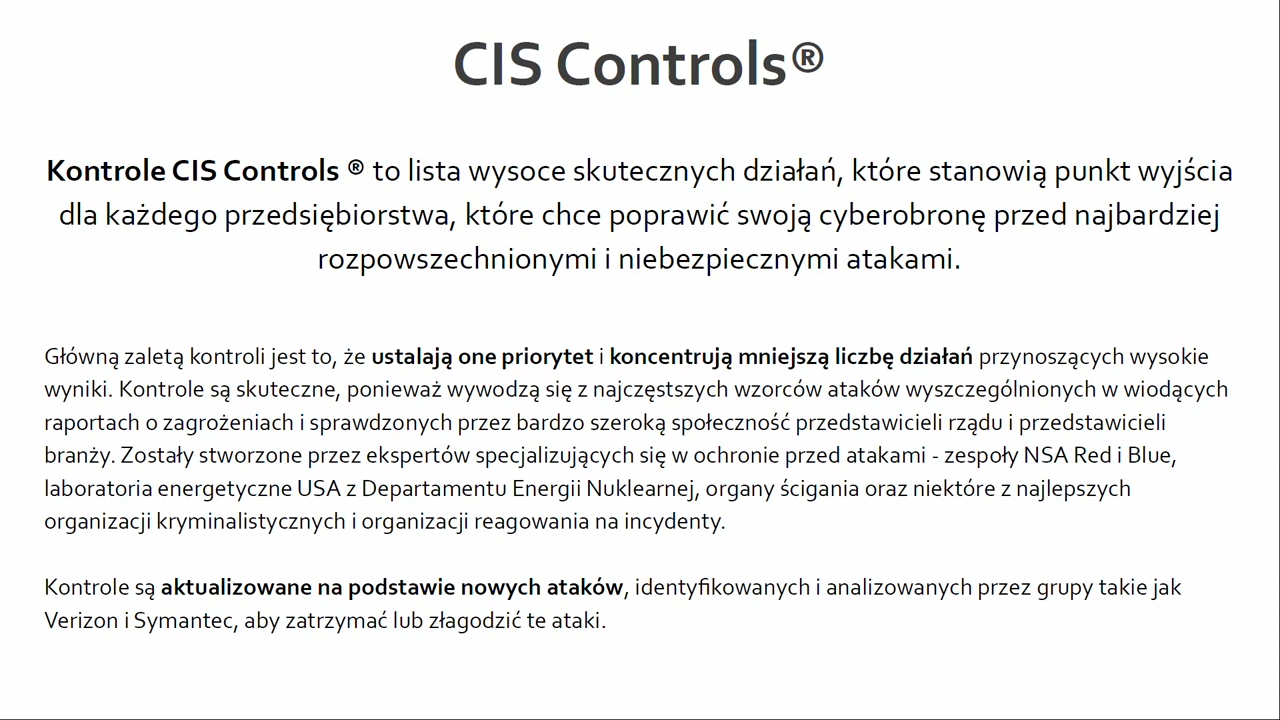 CIS Controls®
Kontrole CIS Controls ® to lista wysoce skutecznych działań, które stanowią punkt wyjścia
dla każdego przedsiębiorstwa, które chce poprawić swoją cyberobronę przed najbardziej
rozpowszechnionymi i niebezpiecznymi atakami.
Główną zaletą kontroli jest to, że ustalają one priorytet i koncentrują mniejszą liczbę działań przynoszących wysokie
wyniki. Kontrole są skuteczne, ponieważ wywodzą się z najczęstszych wzorców ataków wyszczególnionych w wiodących
raportach o zagrożeniach i sprawdzonych przez bardzo szeroką społeczność przedstawicieli rządu i przedstawicieli
branży. Zostały stworzone przez ekspertów specjalizujących się w ochronie przed atakami - zespoły NSA Red i Blue,
laboratoria energetyczne USA z Departamentu Energii Nuklearnej, organy ścigania oraz niektóre z najlepszych
organizacji kryminalistycznych i organizacji reagowania na incydenty.
Kontrole są aktualizowane na podstawie nowych ataków, identyfikowanych i analizowanych przez grupy takie jak
Verizon i Symantec, aby zatrzymać lub złagodzić te ataki.